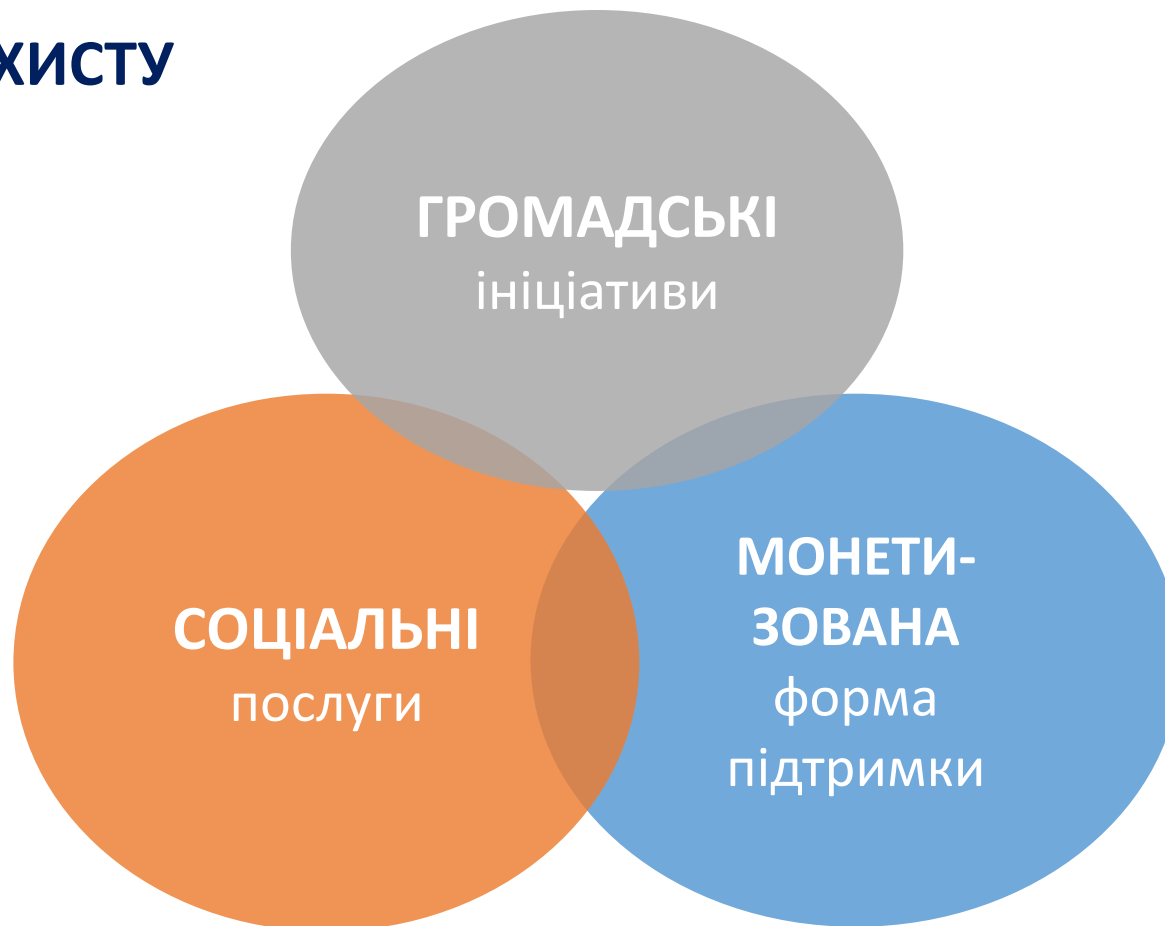 ХИСТУ
ГРОМАДСЬКІ
ініціативи
СОЦІАЛЬНІ
послуги
МОНЕТИ-
ЗОВАНА
форма
підтримки